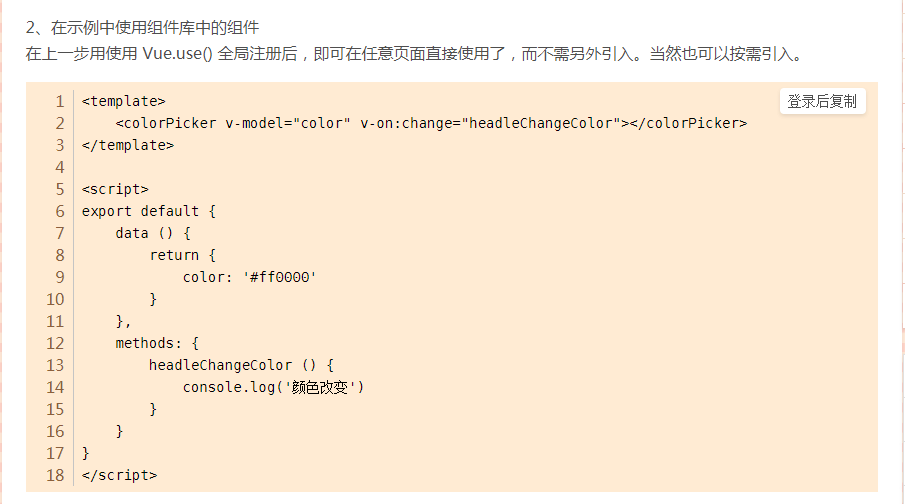 2、在示例中使用组件库中的组件
在上一步用使用 Vue.use() 全局注册后，即可在任意页面直接使用了，而不需另外引入。当然也可以按需引入。
登录后复制
1 <template>
2     <colorPicker v-model="color" v-on:change="headleChangeColor"></colorPicker>
3 </template>
4
5 <script>
6 export default {
7     data () {
8         return {
9             color: '#ff0000'
10         }
11     },
12     methods: {
13         headleChangeColor () {
14             console.log('颜色改变')
15         }
16     }
17 }
18 </script>